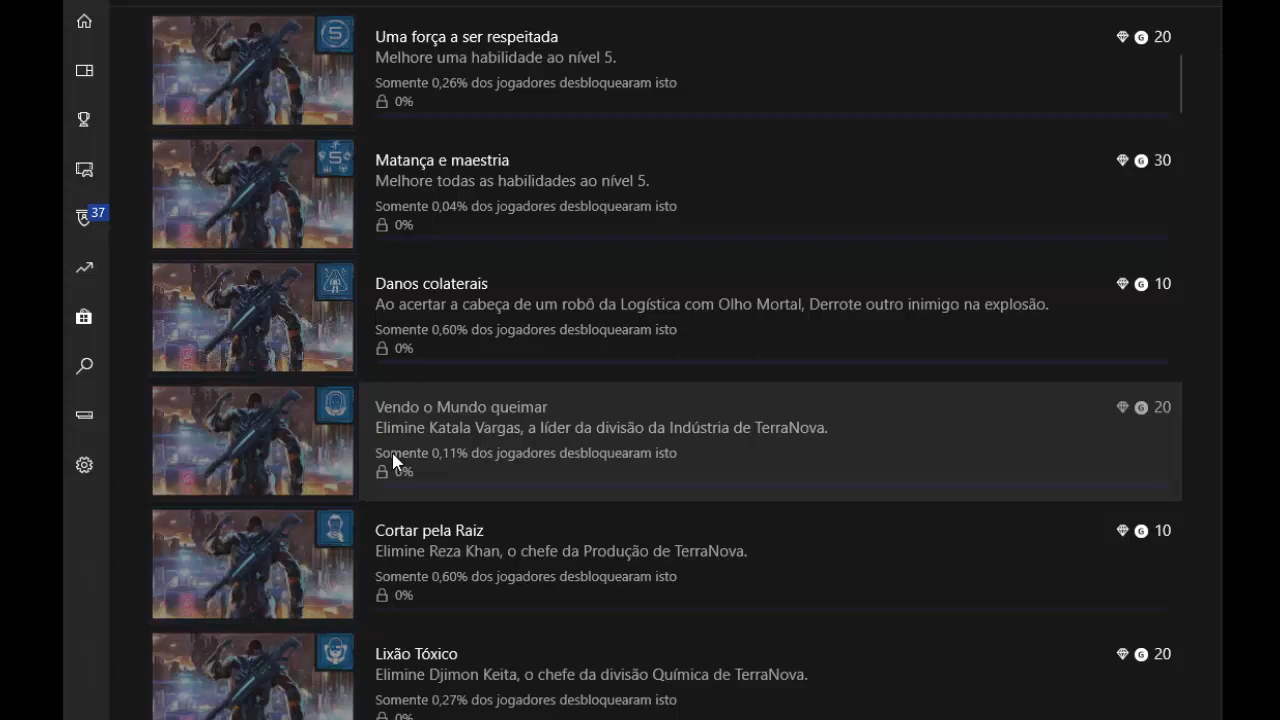 Uma força a ser respeitada
G 20
Melhore uma habilidade ao nível 5.
Somente 0,26% dos jogadores desbloquearam isto
0%
5
Matança e maestria
G 30
Melhore todas as habilidades ao nível 5.
Somente 0,04% dos jogadores desbloquearam isto
0%
5
37
Danos colaterais
G 10
Ao acertar a cabeça de um robô da Logística com Olho Mortal, Derrote outro inimigo na explosão.
Somente 0,60% dos jogadores desbloquearam isto
0%
Vendo o Mundo queimar
G 20
Elimine Katala Vargas, a líder da divisão da Indústria de TerraNova.
Somente 0,11% dos jogadores desbloquearam isto
0%
Cortar pela Raiz
G 10
Elimine Reza Khan, o chefe da Produção de TerraNova.
Somente 0,60% dos jogadores desbloquearam isto
0%
Lixão Tóxico
G 20
Elimine Djimon Keita, o chefe da divisão Química de TerraNova.
Somente 0,27% dos jogadores desbloquearam isto
0%